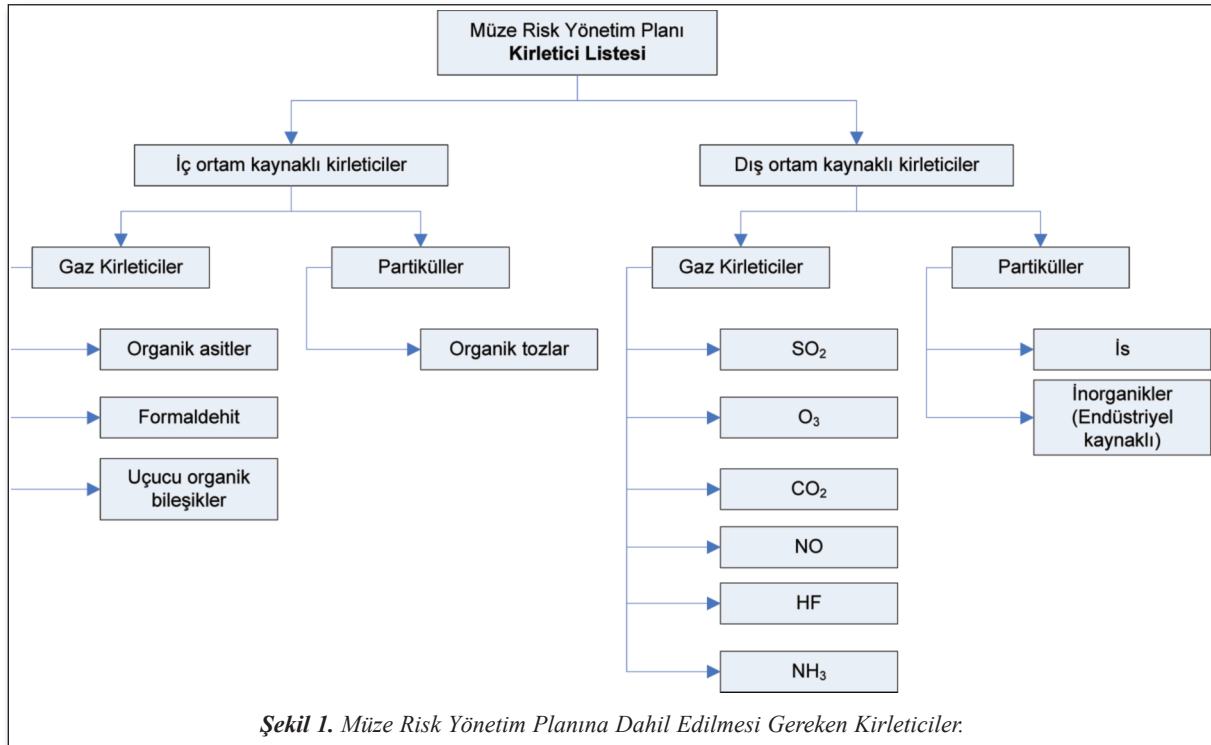 Müze Risk Yönetim Planı
Kirletici Listesi
İç ortam kaynaklı kirleticiler
Dış ortam kaynaklı kirleticiler
Gaz Kirleticiler
Partiküller
Gaz Kirleticiler
Partiküller
Organik asitler
Organik tozlar
SO₂
İs
Formaldehit
O₃
İnorganikler
(Endüstriyel
kaynaklı)
Uçucu organik
bileşikler
CO₂
NO
HF
NH₃
Şekil 1. Müze Risk Yönetim Planına Dahil Edilmesi Gereken Kirleticiler.